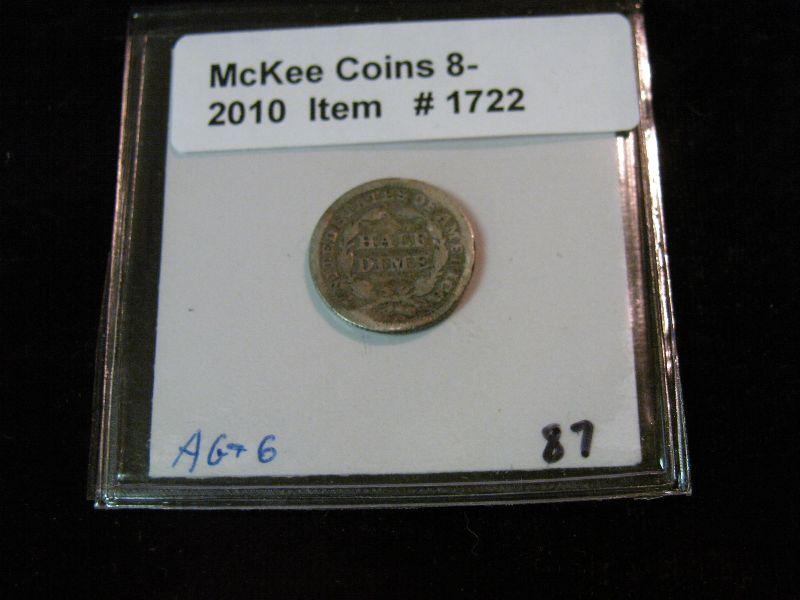 McKee Coins 8-
2010 Item # 1722
UNITED STATES OF AMERICA
HALF
DIME
AG+6
87